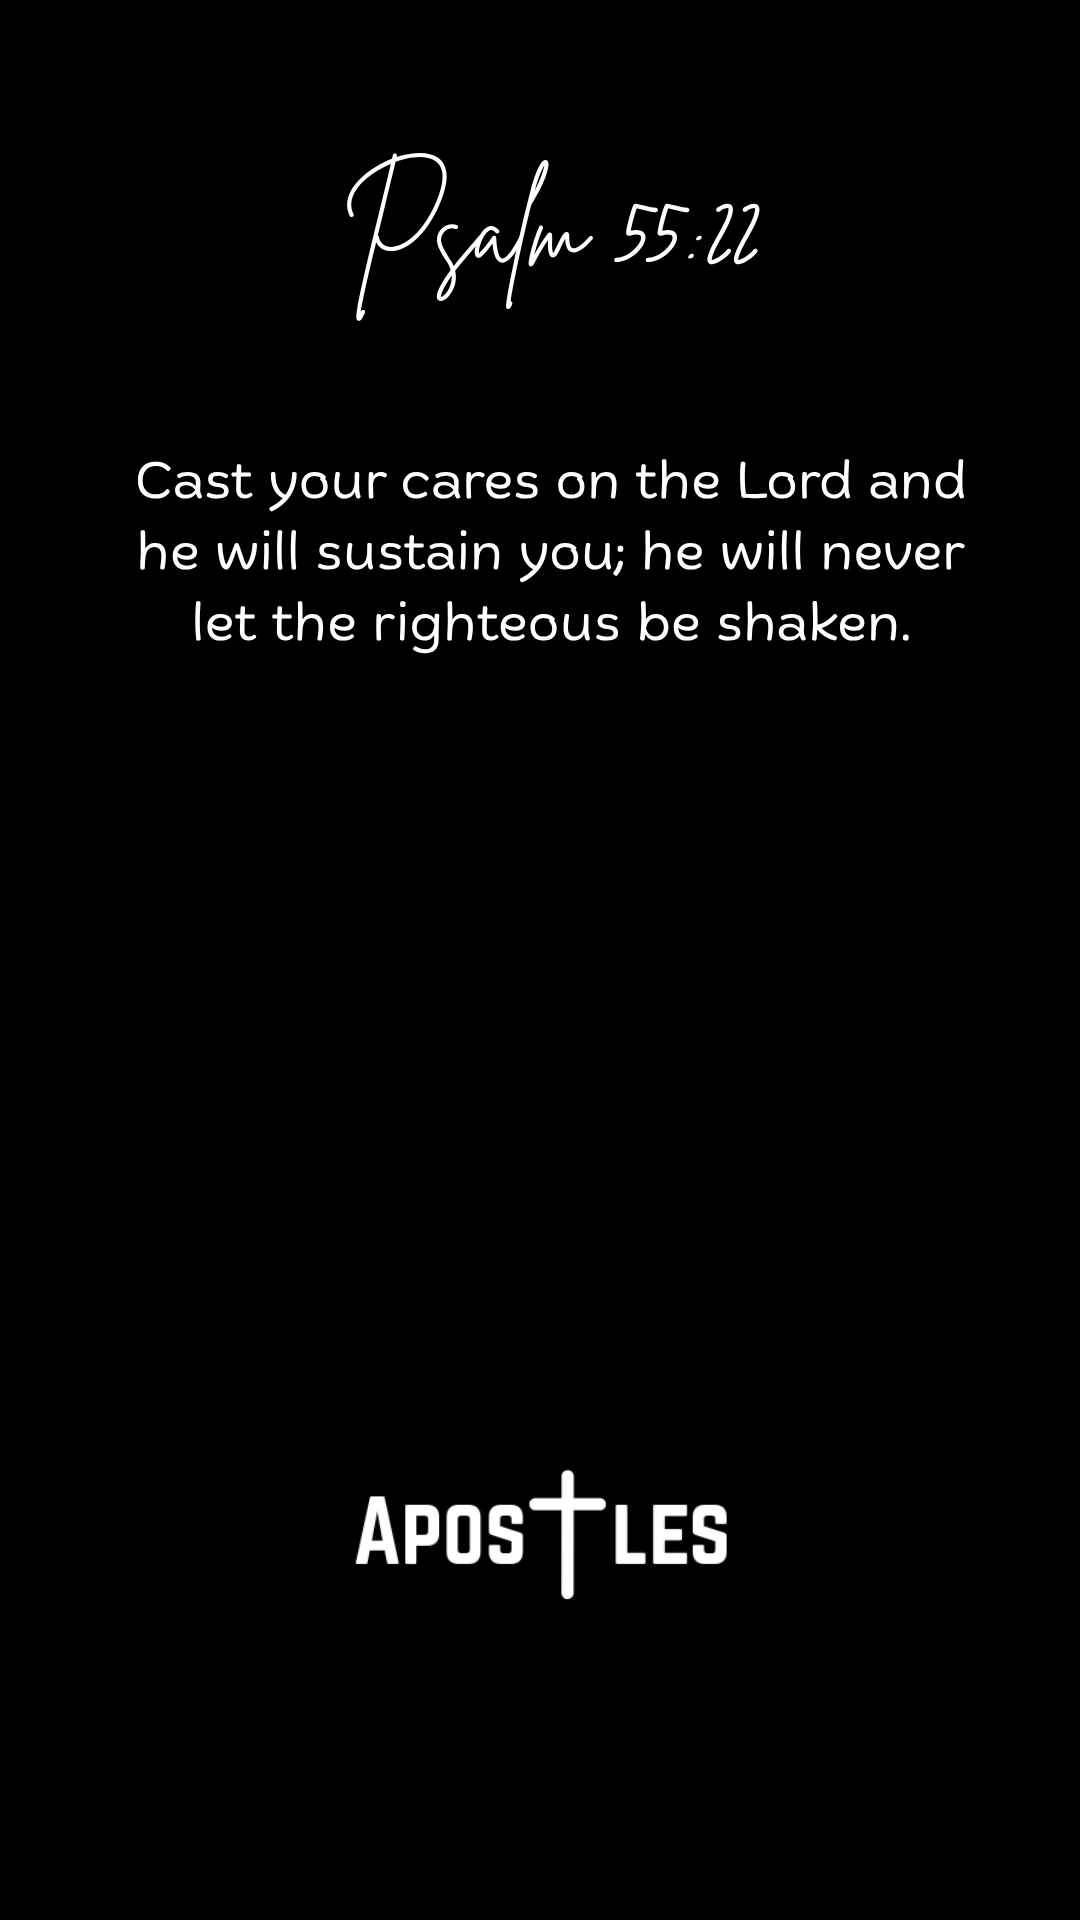 Psalm 55:22
Cast your cares on the Lord and
he will sustain you; he will never
let the righteous be shaken.
Apostles